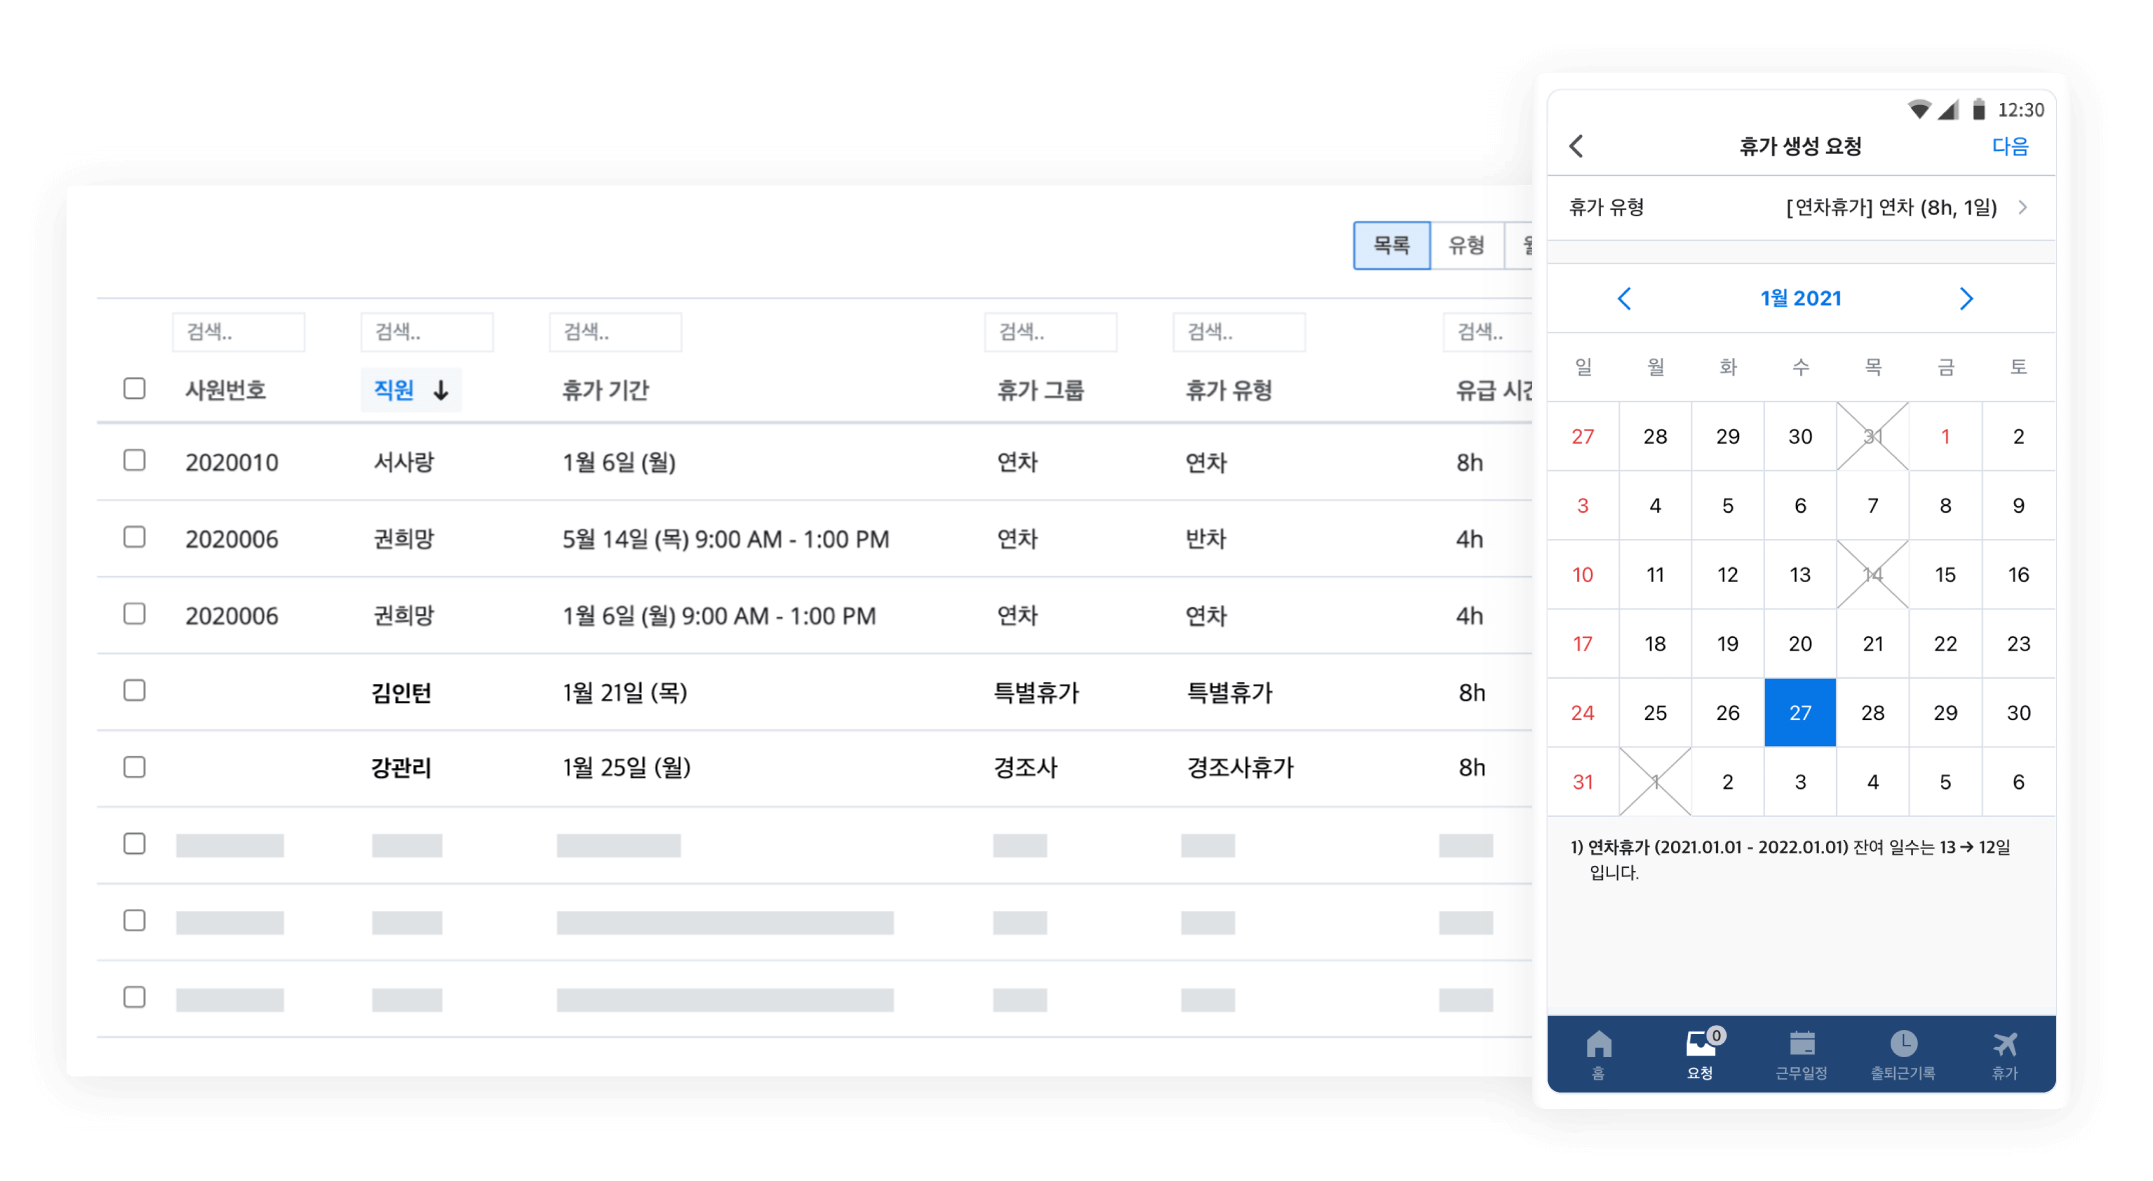 목록 유형
검색.. 검색.. 검색.. 검색.. 검색.. 검색..
사원번호 직원 ↓ 휴가 기간 휴가 그룹 휴가 유형 유급
2020010 서사랑 1월 6일 (월) 연차 연차 8h
2020006 권희망 5월 14일 (목) 9:00 AM - 1:00 PM 연차 반차 4h
2020006 권희망 1월 6일 (월) 9:00 AM - 1:00 PM 연차 연차 4h
김인턴 1월 21일 (목) 특별휴가 특별휴가 8h
강관리 1월 25일 (월) 경조사 경조사휴가 8h
12:30
휴가 생성 요청 다음
휴가 유형 [연차휴가] 연차 (8h, 1일)
1월 2021
일 월 화 수 목 금 토
27 28 29 30 31 1 2
3 4 5 6 7 8 9
10 11 12 13 14 15 16
17 18 19 20 21 22 23
24 25 26 27 28 29 30
31 1 2 3 4 5 6
1) 연차휴가 (2021.01.01 - 2022.01.01) 잔여 일수는 13 → 12일
입니다.
0
홈 요청 근무일정 출퇴근기록 휴가